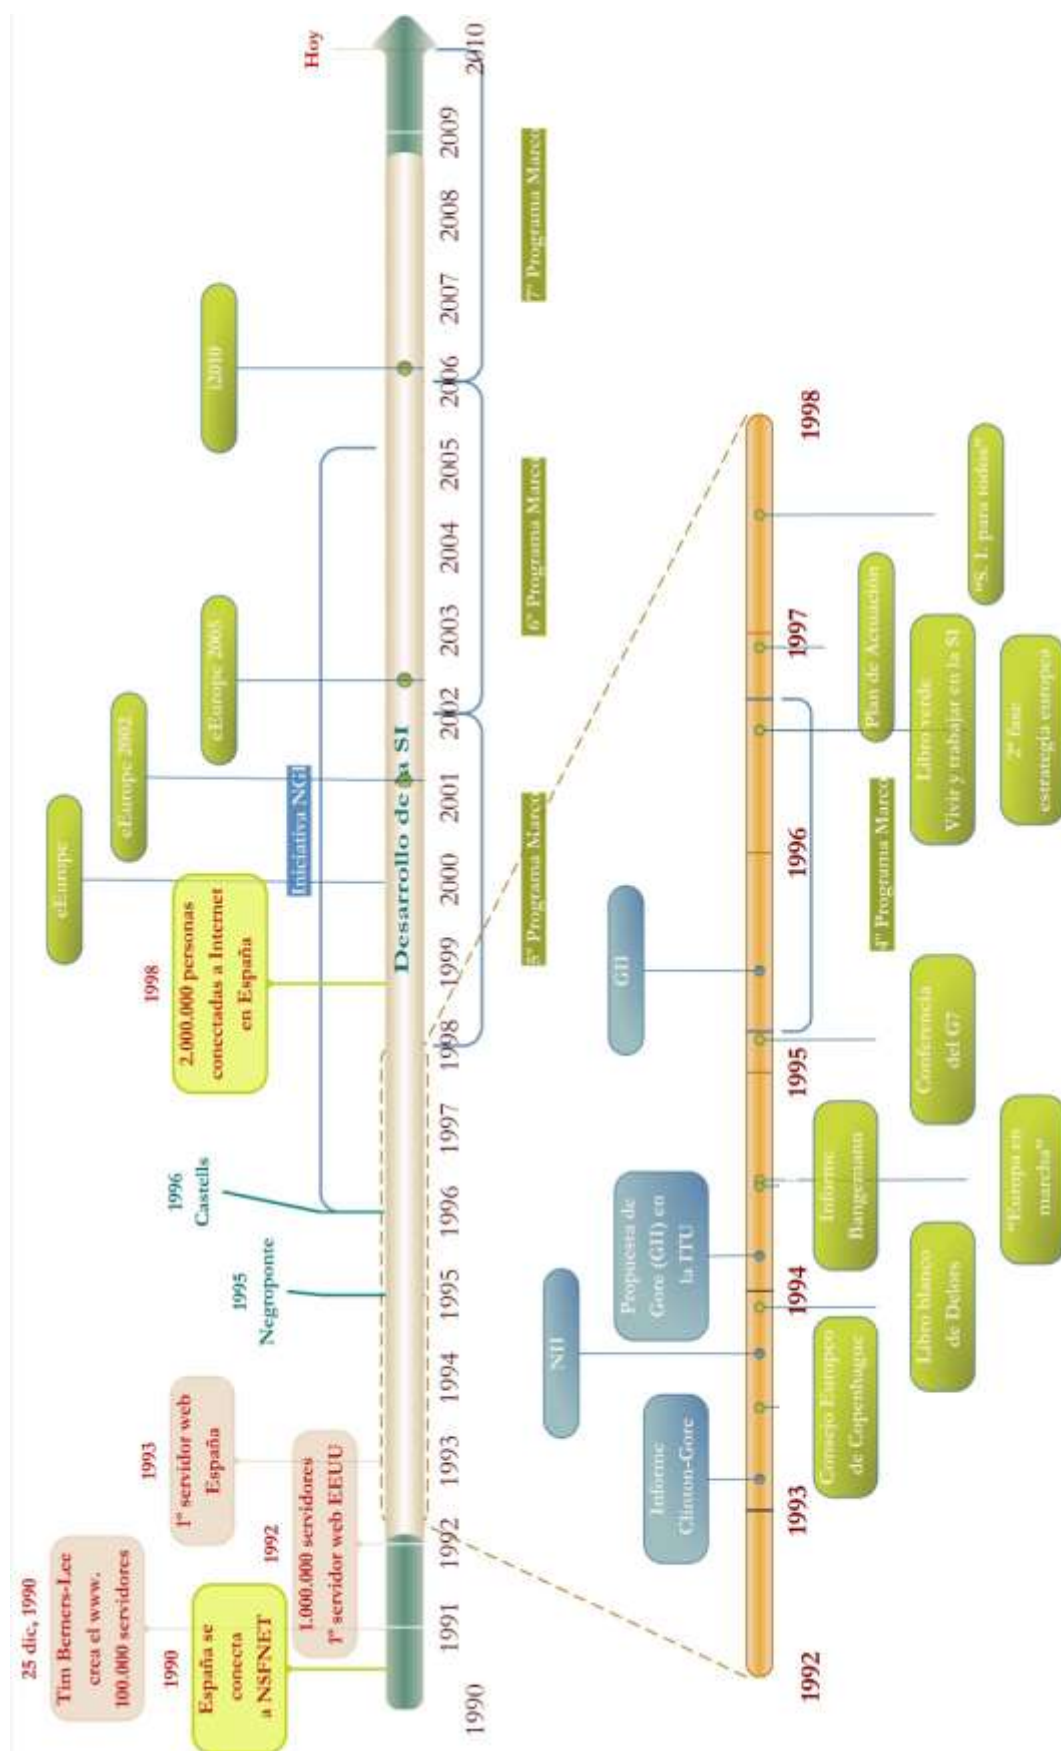 25 dic, 1990
Tim Berners-Lee
crea el www.
100.000 servidores
1990
España se
conecta
a NSFNET
1993
1º servidor web
España
1992
1.000.000 servidores
1º servidor web EEUU
1995
Negroponte
1996
Castells
1998
2.000.000 personas
conectadas a Internet
en España
Iniciativa NGI
eEurope
eEurope 2002
eEurope 2005
i2010
Hoy
Desarrollo de la SI
1990
1991
1992
1993
1994
1995
1996
1997
1998
1999
2000
2001
2002
2003
2004
2005
2006
2007
2008
2009
2010
5º Programa Marco
6º Programa Marco
7º Programa Marco
Informe
Clinton-Gore
NII
Propuesta de
Gore (GII) en
la ITU
GII
1992
1993
1994
1995
1996
1997
1998
Consejo Europeo
de Copenhague
Libro blanco
de Delors
Informe
Bangemann
"Europa en
marcha"
Conferencia
del G7
4º Programa Marco
Libro verde
Vivir y trabajar en la SI
2ª fase
estrategia europea
Plan de Actuación
"S. I. para todos"